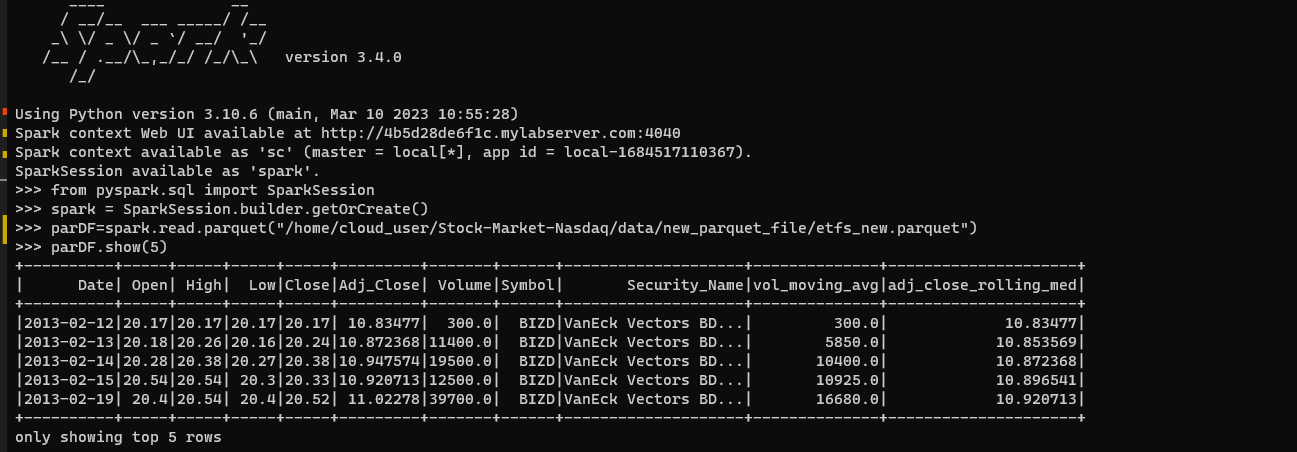 ____              __
     / __/__  ___ _____/ /__
    _\ \/ _ \/ _ `/ __/  '_/
   /__ / .__/\_,_/_/ /_/\_\   version 3.4.0
      /_/
Using Python version 3.10.6 (main, Mar 10 2023 10:55:28)
Spark context Web UI available at http://4b5d28de6f1c.mylabserver.com:4040
Spark context available as 'sc' (master = local[*], app id = local-1684517110367).
SparkSession available as 'spark'.
>>> from pyspark.sql import SparkSession
>>> spark = SparkSession.builder.getOrCreate()
>>> parDF=spark.read.parquet("/home/cloud_user/Stock-Market-Nasdaq/data/new_parquet_file/etfs_new.parquet")
>>> parDF.show(5)
+----------+-----+-----+-----+-----+---------+-------+------+--------------------+--------------+---------------------+
|      Date| Open| High|  Low|Close|Adj_Close| Volume|Symbol|       Security_Name|vol_moving_avg|adj_close_rolling_med|
+----------+-----+-----+-----+-----+---------+-------+------+--------------------+--------------+---------------------+
|2013-02-12|20.17|20.17|20.17|20.17| 10.83477|  300.0|  BIZD|VanEck Vectors BD...|         300.0|             10.83477|
|2013-02-13|20.18|20.26|20.16|20.24|10.872368|11400.0|  BIZD|VanEck Vectors BD...|        5850.0|            10.853569|
|2013-02-14|20.28|20.38|20.27|20.38|10.947574|19500.0|  BIZD|VanEck Vectors BD...|       10400.0|            10.872368|
|2013-02-15|20.54|20.54| 20.3|20.33|10.920713|12500.0|  BIZD|VanEck Vectors BD...|       10925.0|            10.896541|
|2013-02-19| 20.4|20.54| 20.4|20.52| 11.02278|39700.0|  BIZD|VanEck Vectors BD...|       16680.0|            10.920713|
+----------+-----+-----+-----+-----+---------+-------+------+--------------------+--------------+---------------------+
only showing top 5 rows